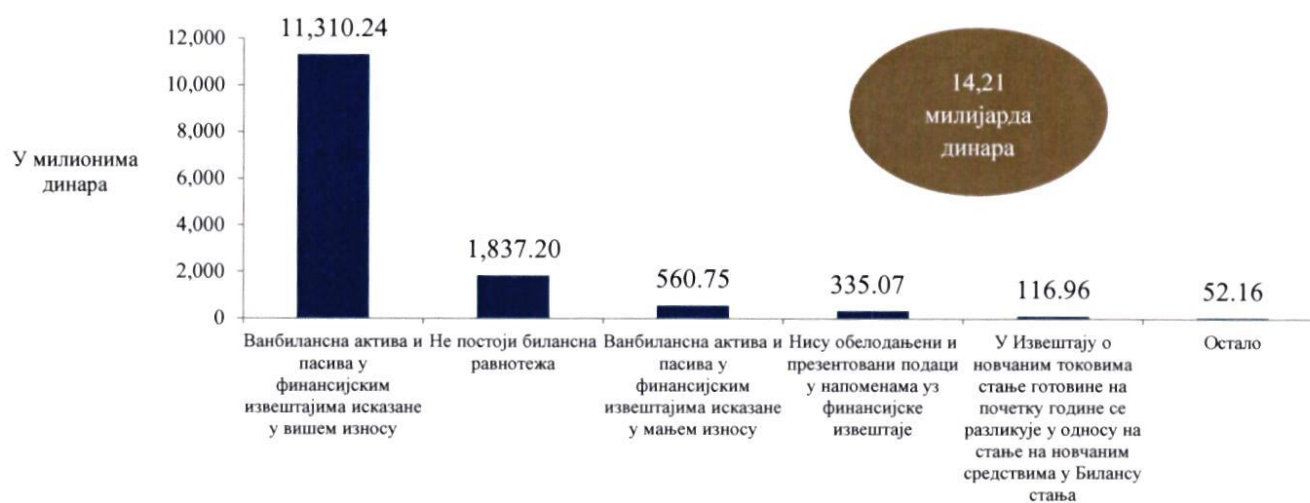 У милионима
динара
12,000
10,000
8,000
6,000
4,000
2,000
0
11,310.24
1,837.20
560.75
335.07
116.96
52.16
14,21
милијарда
динара
Ванбилансна актива и
пасива у
финансијским
извештајима исказане
у вишем износу
Не постоји билансна
равнотежа
Ванбилансна актива и
пасива у
финансијским
извештајима исказане
у мањем износу
Нису обелодањени и
презентовани подаци
у напоменама уз
финансијске
извештаје
У Извештају о
новчаним токовима
стање готовине на
почетку године се
разликује у односу на
стање на новчаним
средствима у Билансу
стања
Остало